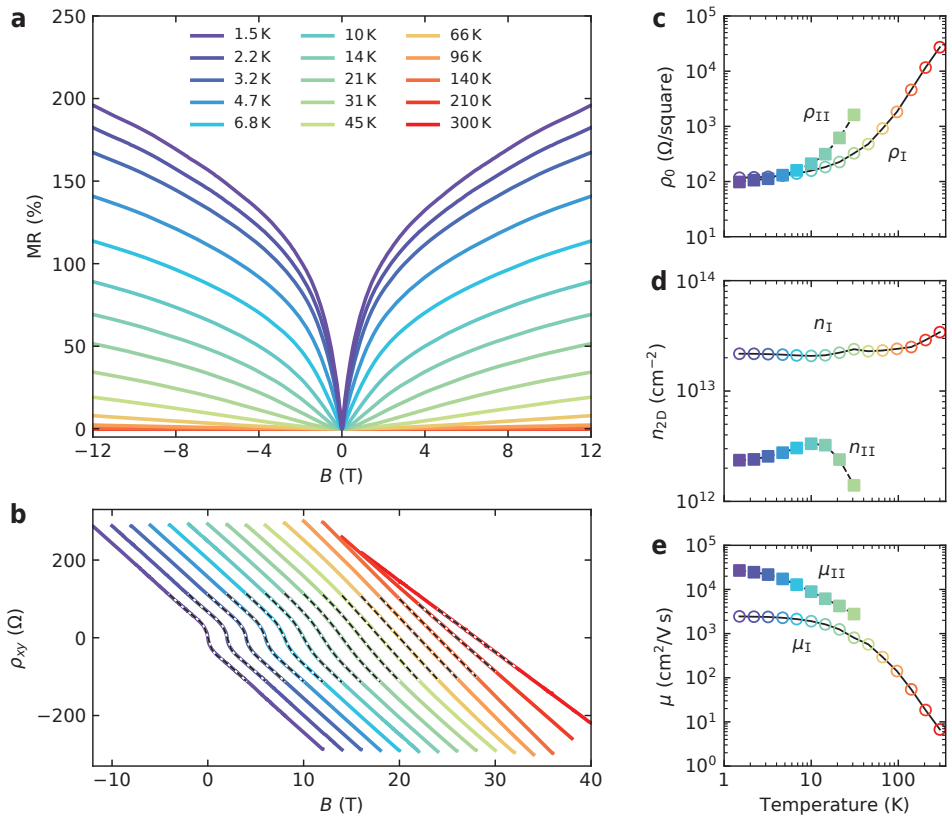 a
MR (%)
250
200
150
100
50
0
−12
−8
−4
0
4
8
12
B (T)
1.5 K
2.2 K
3.2 K
4.7 K
6.8 K
10 K
14 K
21 K
31 K
45 K
66 K
96 K
140 K
210 K
300 K
b
ρxy (Ω)
200
0
−200
−10
0
10
20
30
40
B (T)
c
ρ0 (Ω/square)
10^5
10^4
10^3
10^2
10^1
ρII
ρI
d
n2D (cm^−2)
10^14
10^13
10^12
nI
nII
e
μ (cm^2/V s)
10^5
10^4
10^3
10^2
10^1
10^0
μII
μI
1
10
100
Temperature (K)